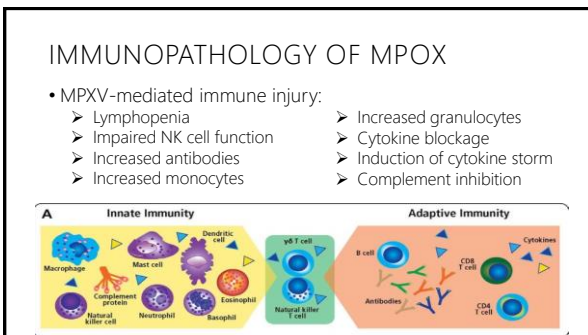 IMMUNOPATHOLOGY OF MPOX
• MPXV-mediated immune injury:
➢ Lymphopenia
➢ Impaired NK cell function
➢ Increased antibodies
➢ Increased monocytes
➢ Increased granulocytes
➢ Cytokine blockage
➢ Induction of cytokine storm
➢ Complement inhibition
A
Innate Immunity
Macrophage
Mast cell
Dendritic
cell
Complement
protein
Natural
killer cell
Neutrophil
Basophil
Eosinophil
γδ T cell
Natural killer
T cell
Adaptive Immunity
B cell
Antibodies
CD8
T cell
CD4
T cell
Cytokines